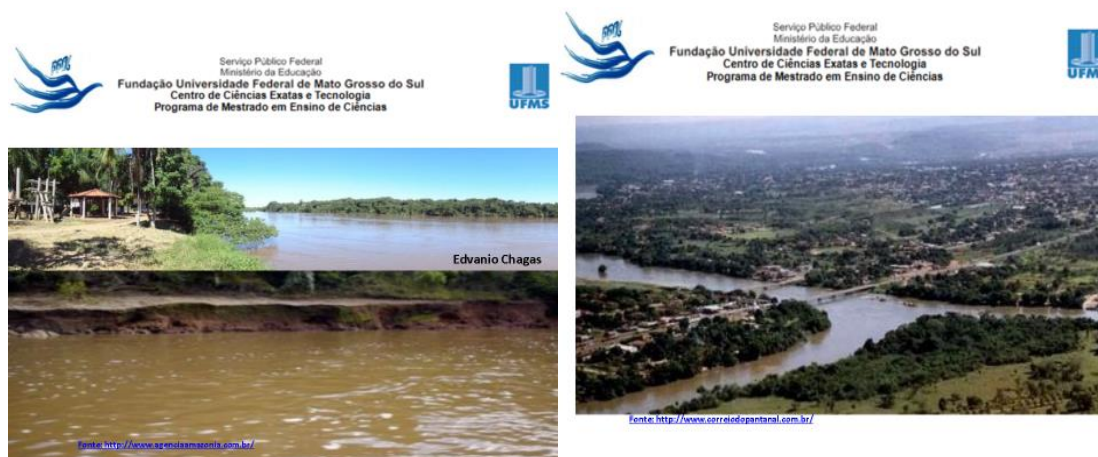 Serviço Público Federal
Ministério da Educação
Fundação Universidade Federal de Mato Grosso do Sul
Centro de Ciências Exatas e Tecnologia
Programa de Mestrado em Ensino de Ciências
UFMS
Edvanio Chagas
Fonte: http://www.agenciaamazonia.com.br/
Serviço Público Federal
Ministério da Educação
Fundação Universidade Federal de Mato Grosso do Sul
Centro de Ciências Exatas e Tecnologia
Programa de Mestrado em Ensino de Ciências
UFMS
Fonte: http://www.correiodopantanal.com.br/